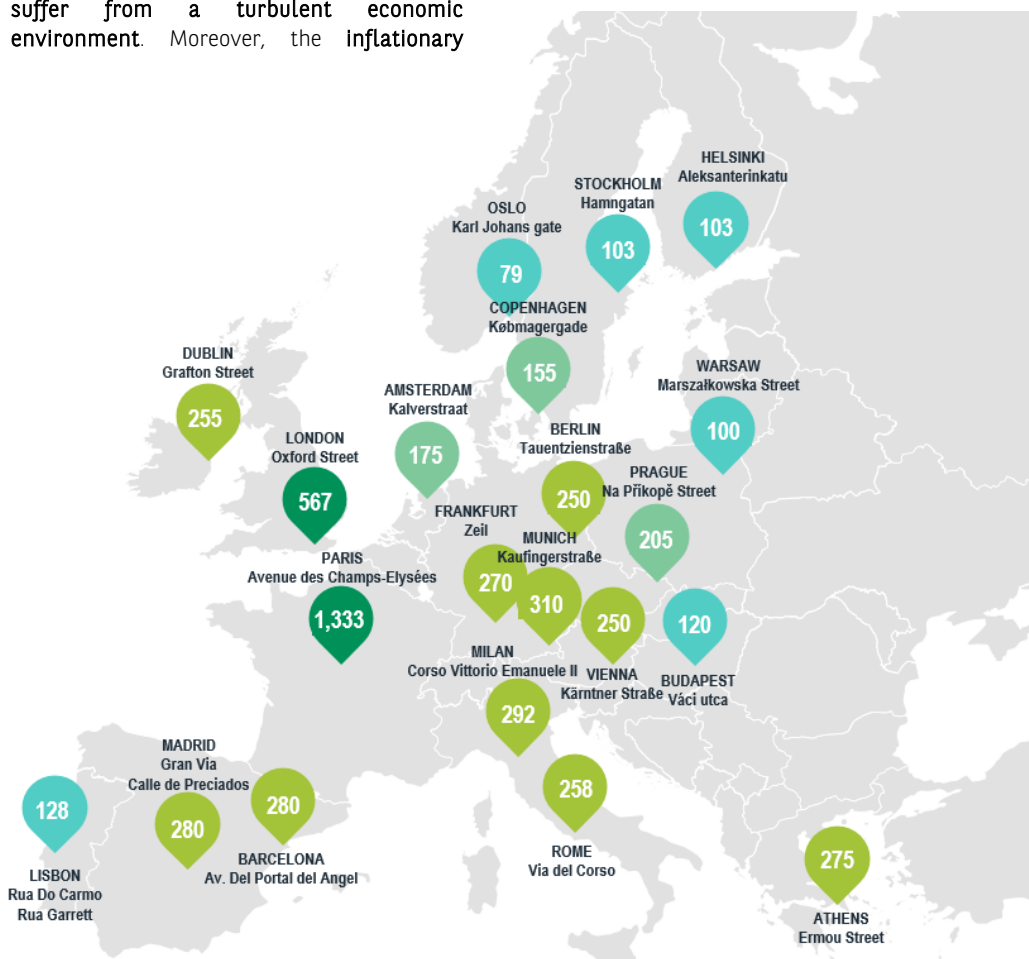 suffer from a turbulent economic
environment. Moreover, the inflationary
HELSINKI
Aleksanterinkatu
103
STOCKHOLM
Hamngatan
103
OSLO
Karl Johans gate
79
COPENHAGEN
Købmagergade
155
DUBLIN
Grafton Street
255
WARSAW
Marszałkowska Street
100
AMSTERDAM
Kalverstraat
175
LONDON
Oxford Street
567
BERLIN
Tauentzienstraße
250
PRAGUE
Na Příkopě Street
205
FRANKFURT
Zeil
270
MUNICH
Kaufingerstraße
310
PARIS
Avenue des Champs-Elysées
1,333
250
VIENNA
Kärntner Straße
120
BUDAPEST
Váci utca
MILAN
Corso Vittorio Emanuele II
292
MADRID
Gran Via
Calle de Preciados
280
280
BARCELONA
Av. Del Portal del Angel
128
LISBON
Rua Do Carmo
Rua Garrett
258
ROME
Via del Corso
275
ATHENS
Ermou Street